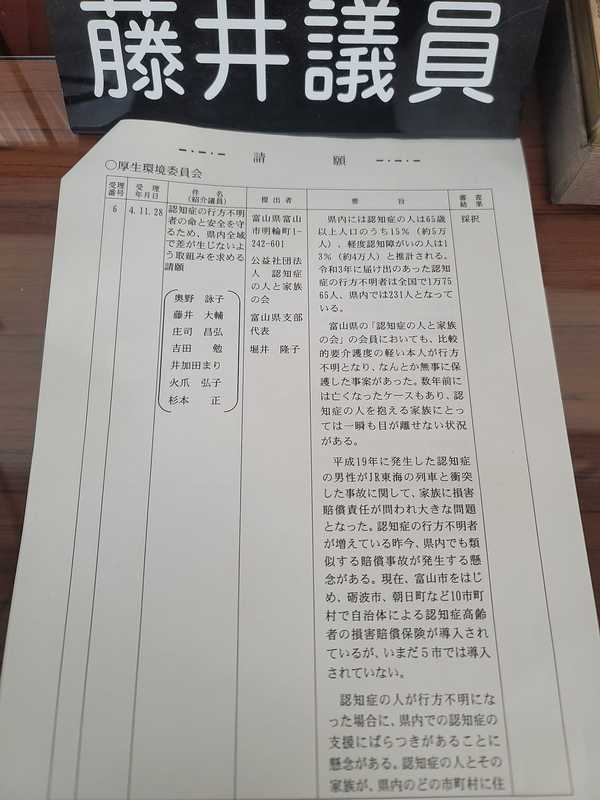 藤井議員
請願
○厚生環境委員会
受理番号
受理年月日
件名
(紹介議員)
提出者
要旨
審査結果
6
4.11.28
認知症の行方不明
者の命と安全を守
るため、県内全域
で差が生じないよ
う取組みを求める
請願
奥野 詠子
藤井 大輔
庄司 昌弘
吉田 勉
井加田まり
火爪 弘子
杉本 正
富山県富山
市明輪町1-
242-601
公益社団法
人 認知症
の人と家族
の会
富山県支部
代表
堀井 隆子
県内には認知症の人は65歳
以上人口のうち15%(約5万
人)、軽度認知障がいの人は1
3%(約4万人)と推計される。
令和3年に届け出のあった認知
症の行方不明者は全国で1万75
65人、県内では231人となって
いる。
富山県の「認知症の人と家族
の会」の会員においても、比較
的要介護度の軽い本人が行方
不明となり、なんとか無事に保
護した事案があった。数年前に
は亡くなったケースもあり、認
知症の人を抱える家族にとっ
ては一瞬も目が離せない状況
がある。
平成19年に発生した認知症
の男性がJR東海の列車と衝突
した事故に関して、家族に損害
賠償責任が問われ大きな問題
となった。認知症の行方不明者
が増えている昨今、県内でも類
似する賠償事故が発生する懸
念がある。現在、富山市をはじ
め、砺波市、朝日町など10市町
村で自治体による認知症高齢
者の損害賠償保険が導入され
ているが、いまだ5市では導入
されていない。
認知症の人が行方不明にな
った場合に、県内での認知症の
支援にばらつきがあることに
懸念がある。認知症の人とその
家族が、県内のどの市町村に住
採択